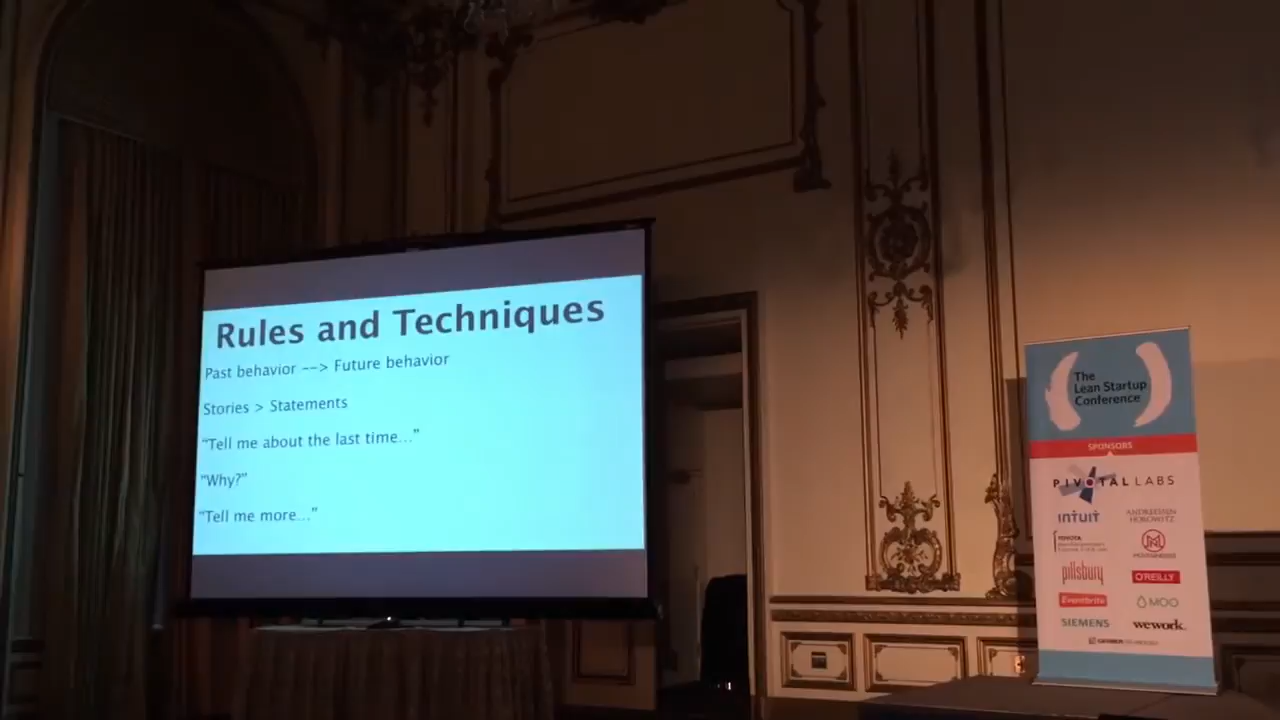 Rules and Techniques
Past behavior --> Future behavior
Stories > Statements
“Tell me about the last time...”
“Why?”
“Tell me more...”
The
Lean Startup
Conference
SPONSORS
PIVOTAL LABS
intuit
ANDREESSEN
HOROWITZ
TOYOTA
pillsbury
O'REILLY
Eventbrite
MOO
SIEMENS
wework